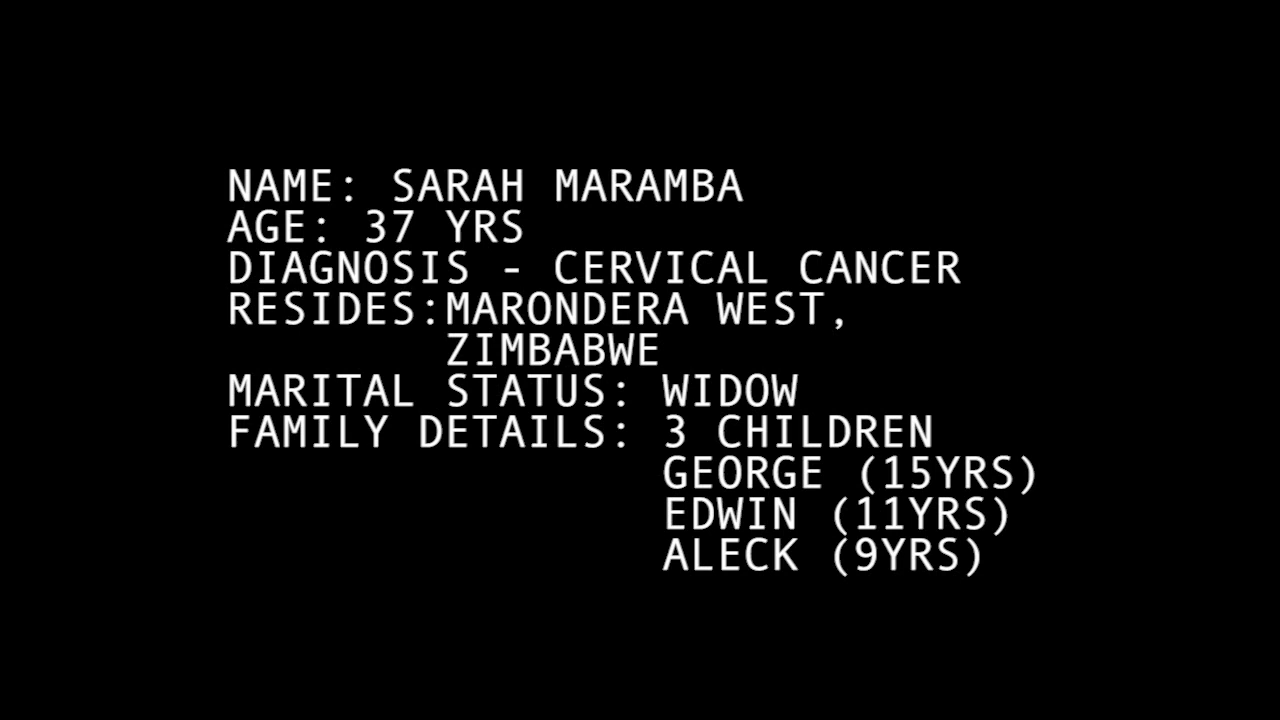 NAME: SARAH MARAMBA
AGE: 37 YRS
DIAGNOSIS - CERVICAL CANCER
RESIDES:MARONDERA WEST,
ZIMBABWE
MARITAL STATUS: WIDOW
FAMILY DETAILS: 3 CHILDREN
GEORGE (15YRS)
EDWIN (11YRS)
ALECK (9YRS)